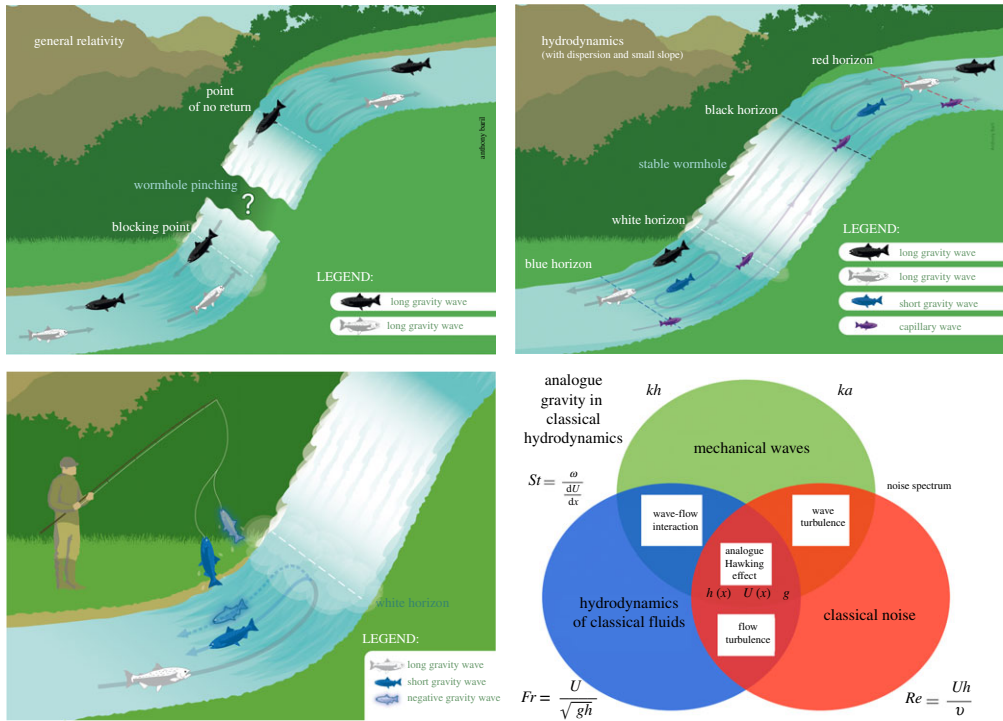 general relativity
point
of no return
anthony baril
wormhole pinching
?
blocking point
LEGEND:
long gravity wave
long gravity wave
hydrodynamics
(with dispersion and small slope)
red horizon
black horizon
stable wormhole
white horizon
blue horizon
LEGEND:
long gravity wave
long gravity wave
short gravity wave
capillary wave
white horizon
LEGEND:
long gravity wave
short gravity wave
negative gravity wave
analogue
gravity in
classical
hydrodynamics
kh
ka
mechanical waves
St = ω
dU
dx
noise spectrum
wave-flow
interaction
wave
turbulence
analogue
Hawking
effect
h (x) U (x) g
hydrodynamics
of classical fluids
classical noise
flow
turbulence
Fr = U
√gh
Re = Uh
υ